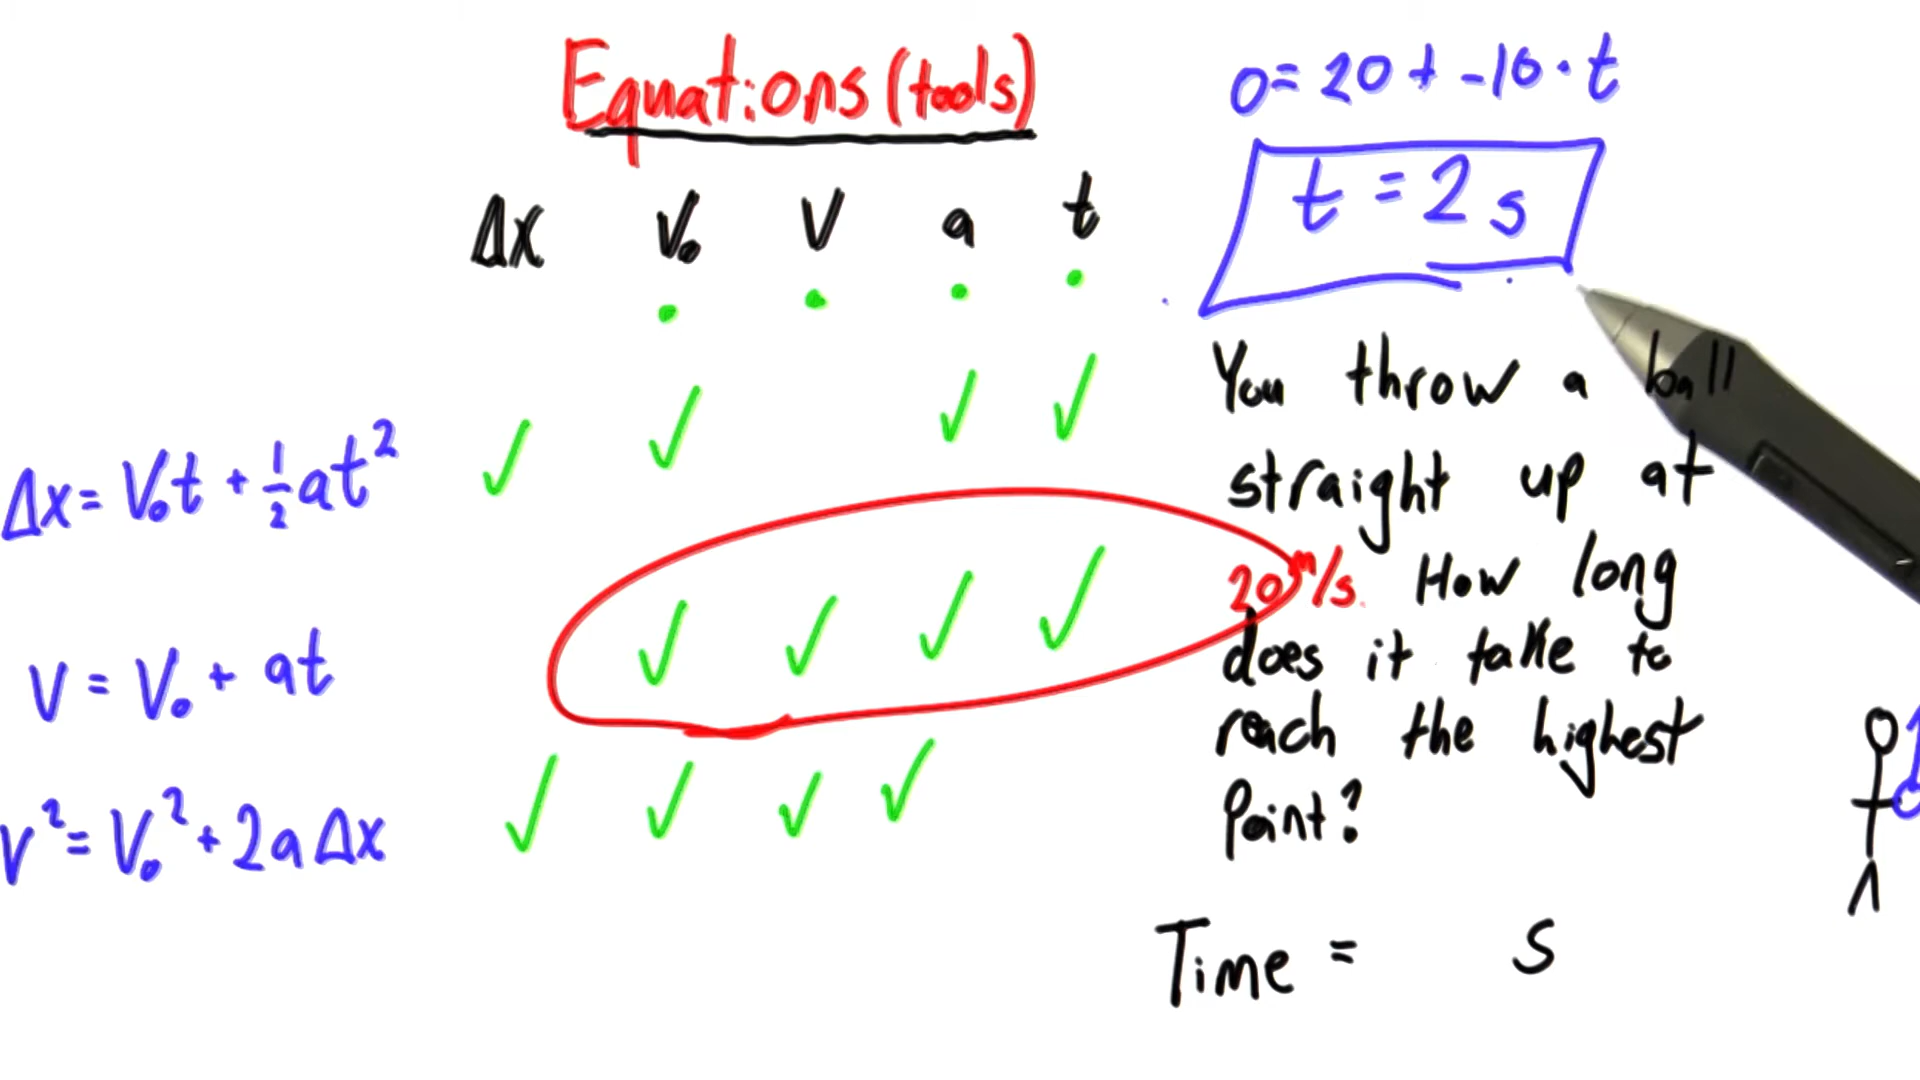 Equations (tools)
Δx V₀ V a t
Δx = V₀t + ½at²
V = V₀ + at
V² = V₀² + 2aΔx
0 = 20 + -10 · t
t = 2 s
You throw a ball
straight up at
20 m/s. How long
does it take to
reach the highest
Point?
Time = s